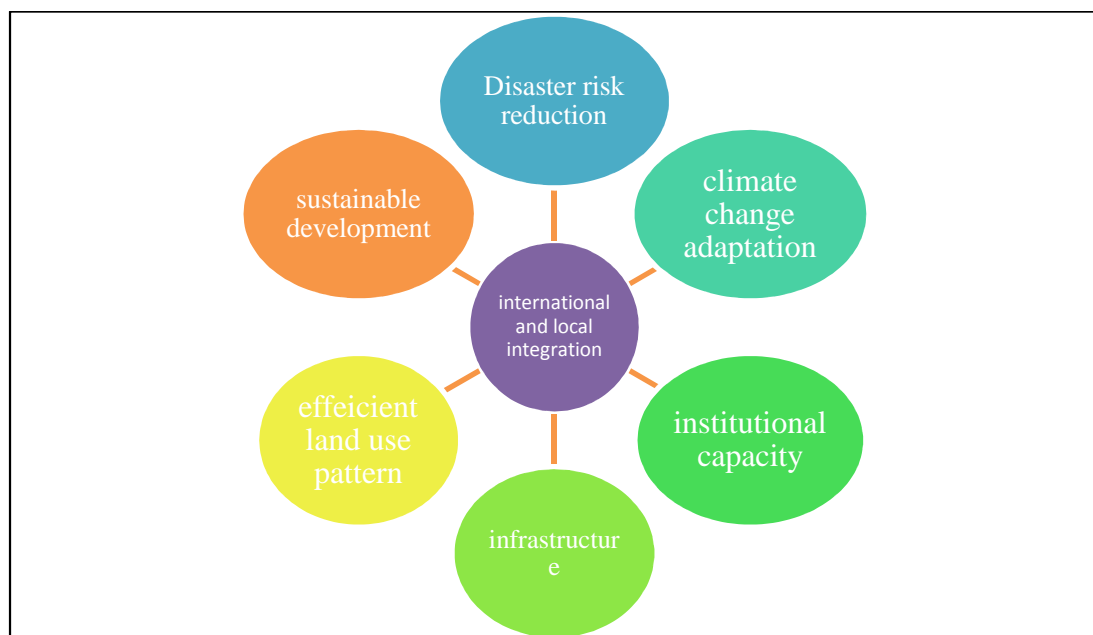 Disaster risk
reduction
climate
change
adaptation
institutional
capacity
infrastructur
e
effeicient
land use
pattern
sustainable
development
international
and local
integration